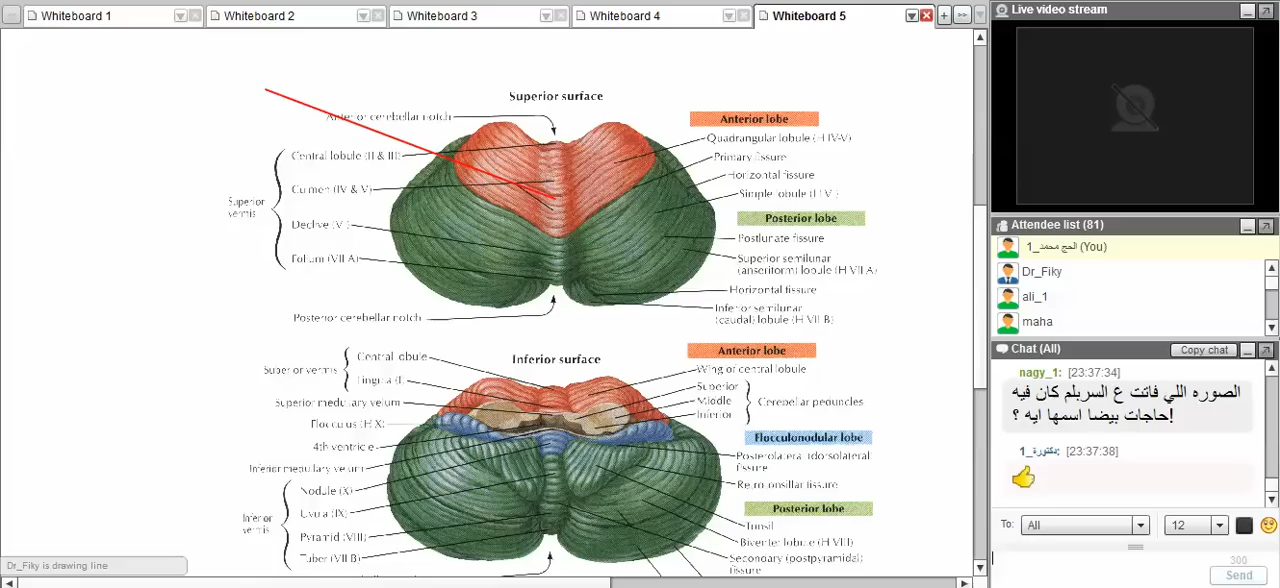 Whiteboard 1
Whiteboard 2
Whiteboard 3
Whiteboard 4
Whiteboard 5
Superior surface
Anterior cerebellar notch
Central lobule (II & III)
Culmen (IV & V)
Superior
vermis
Declive (VI)
Folium (VII A)
Posterior cerebellar notch
Anterior lobe
Quadrangular lobule (H IV-V)
Primary fissure
Horizontal fissure
Simple lobule (H VI)
Posterior lobe
Postlunate fissure
Superior semilunar
(anseriform) lobule (H VII A)
Horizontal fissure
Inferior semilunar
(caudal) lobule (H VII B)
Inferior surface
Superior vermis
Central lobule
Lingula (I)
Superior medullary velum
Flocculus (H X)
4th ventricle
Inferior medullary velum
Nodule (X)
Uvula (IX)
Inferior
vermis
Pyramid (VIII)
Tuber (VII B)
Anterior lobe
Wing of central lobule
Superior
Middle
Inferior
Cerebellar peduncles
Flocculonodular lobe
Posterolateral (dorsolateral)
fissure
Retrotonsillar fissure
Posterior lobe
Tonsil
Biventer lobule (H VIII)
Secondary (postpyramidal)
fissure
Dr_Fiky is drawing line
Live video stream
Attendee list (81)
الحج محمد_1 (You)
Dr_Fiky
ali_1
maha
Chat (All)
Copy chat
nagy_1: [23:37:34]
الصوره اللي فاتت ع السربلم كان فيه
حاجات بيضا اسمها ايه ؟!
دكتورة_1: [23:37:38]
To:
All
12
300
Send